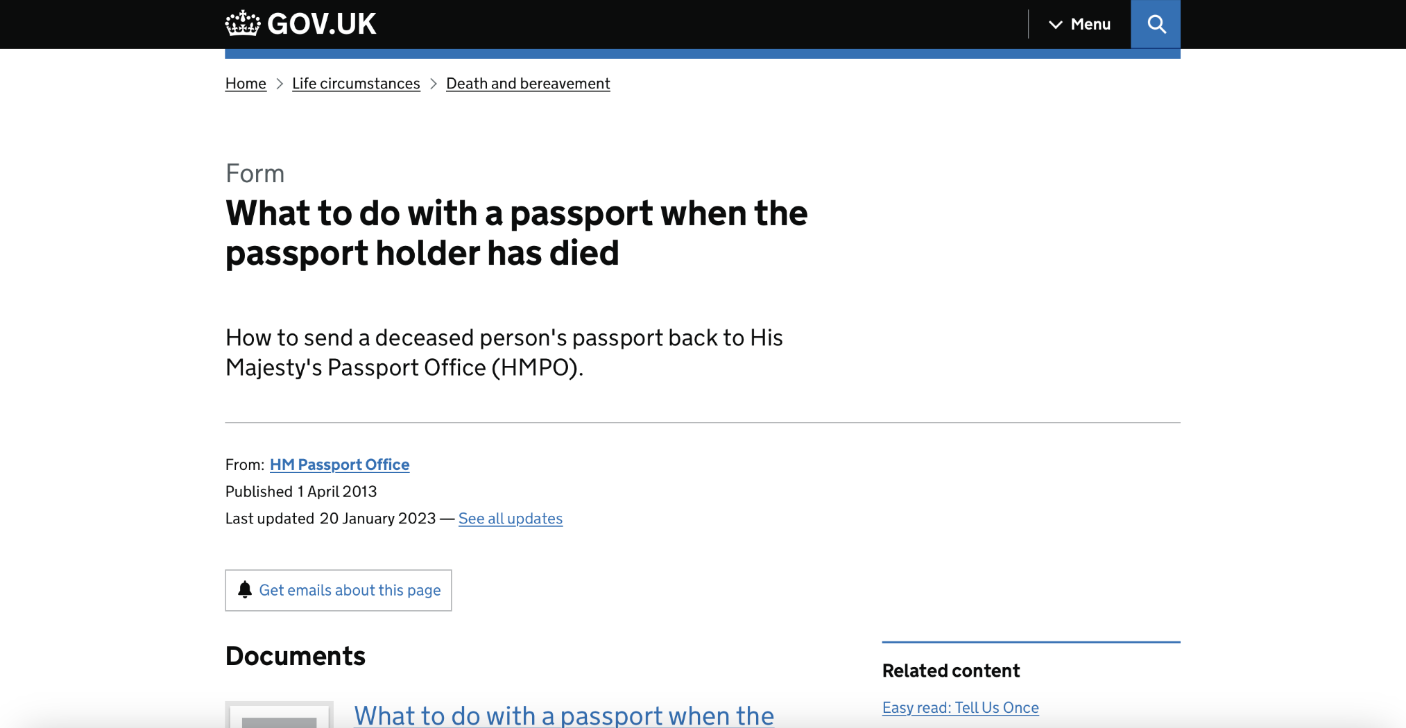 GOV.UK
Menu
Home > Life circumstances > Death and bereavement
Form
What to do with a passport when the
passport holder has died
How to send a deceased person's passport back to His
Majesty's Passport Office (HMPO).
From: HM Passport Office
Published 1 April 2013
Last updated 20 January 2023 — See all updates
Get emails about this page
Documents
Related content
What to do with a passport when the
Easy read: Tell Us Once